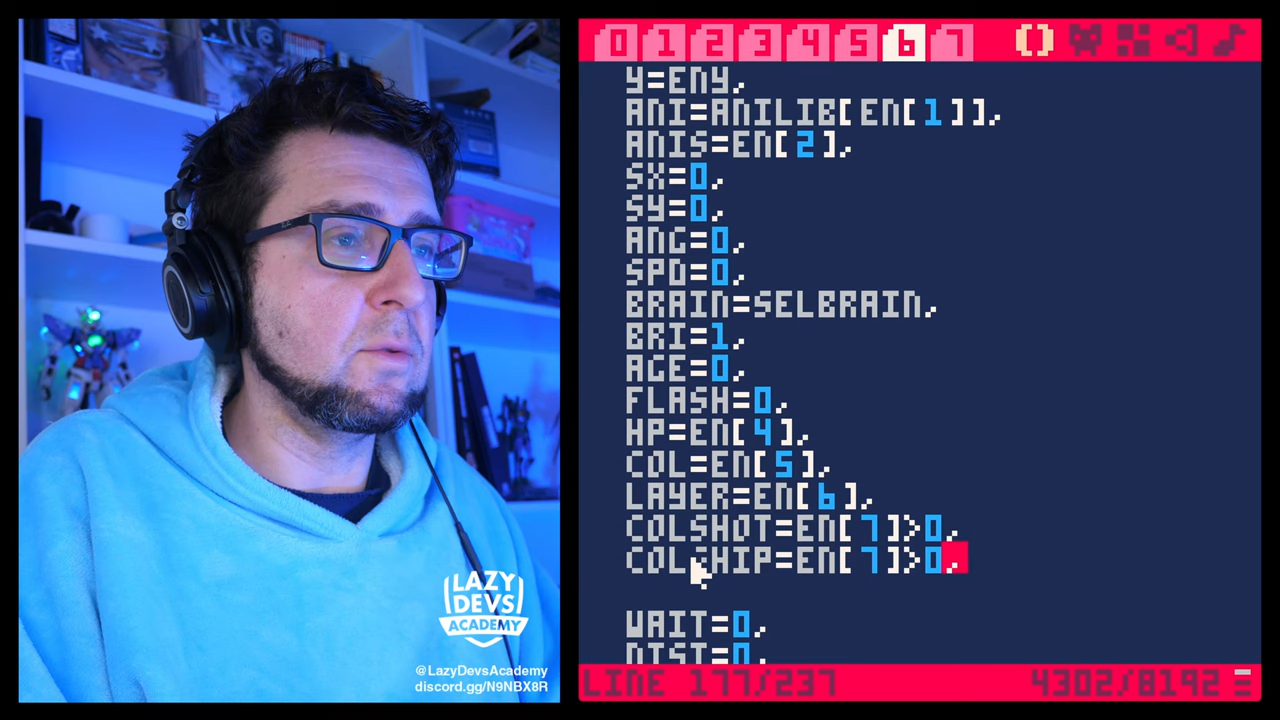 LAZY
DEVS
ACADEMY
@LazyDevsAcademy
discord.gg/N9NBX8R
0 1 2 3 4 5 6 7 ()
Y=ENY,
ANI=ANILIB[EN[1]],
ANIS=EN[2],
SX=0,
SY=0,
ANG=0,
SPD=0,
BRAIN=SELBRAIN,
BRI=1,
AGE=0,
FLASH=0,
HP=EN[4],
COL=EN[5],
LAYER=EN[6],
COLSHOT=EN[7]>0,
COLSHIP=EN[7]>0,
WAIT=0,
DIST=0,
LINE 177/237
4302/8192